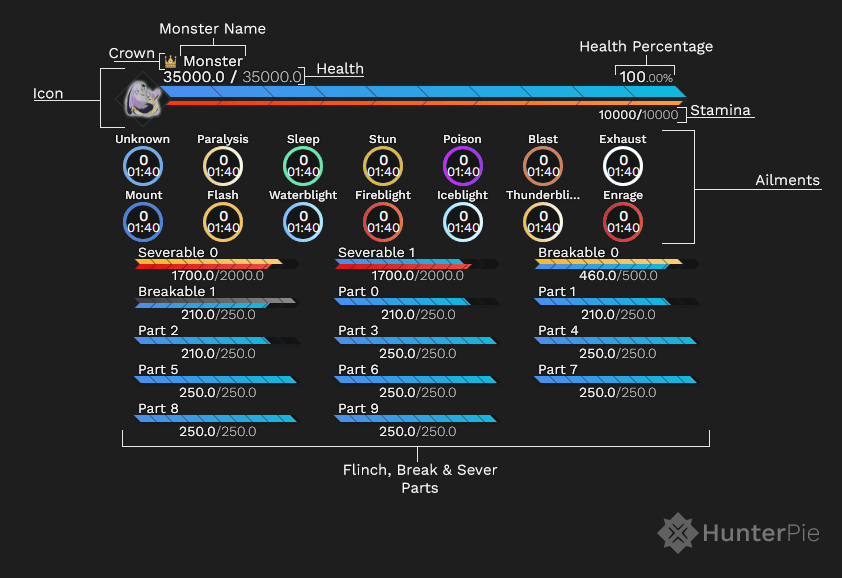 Monster Name
Crown
Monster
Health Percentage
35000.0 / 35000.0
Health
100.00%
Icon
10000/10000
Stamina
Unknown Paralysis Sleep Stun Poison Blast Exhaust
0 0 0 0 0 0 0
01:40 01:40 01:40 01:40 01:40 01:40 01:40
Ailments
Mount Flash Waterblight Fireblight Iceblight Thunderbli... Enrage
0 0 0 0 0 0 0
01:40 01:40 01:40 01:40 01:40 01:40 01:40
Severable 0 Severable 1 Breakable 0
1700.0/2000.0 1700.0/2000.0 460.0/500.0
Breakable 1 Part 0 Part 1
210.0/250.0 210.0/250.0 210.0/250.0
Part 2 Part 3 Part 4
210.0/250.0 250.0/250.0 250.0/250.0
Part 5 Part 6 Part 7
250.0/250.0 250.0/250.0 250.0/250.0
Part 8 Part 9
250.0/250.0 250.0/250.0
Flinch, Break & Sever
Parts
HunterPie